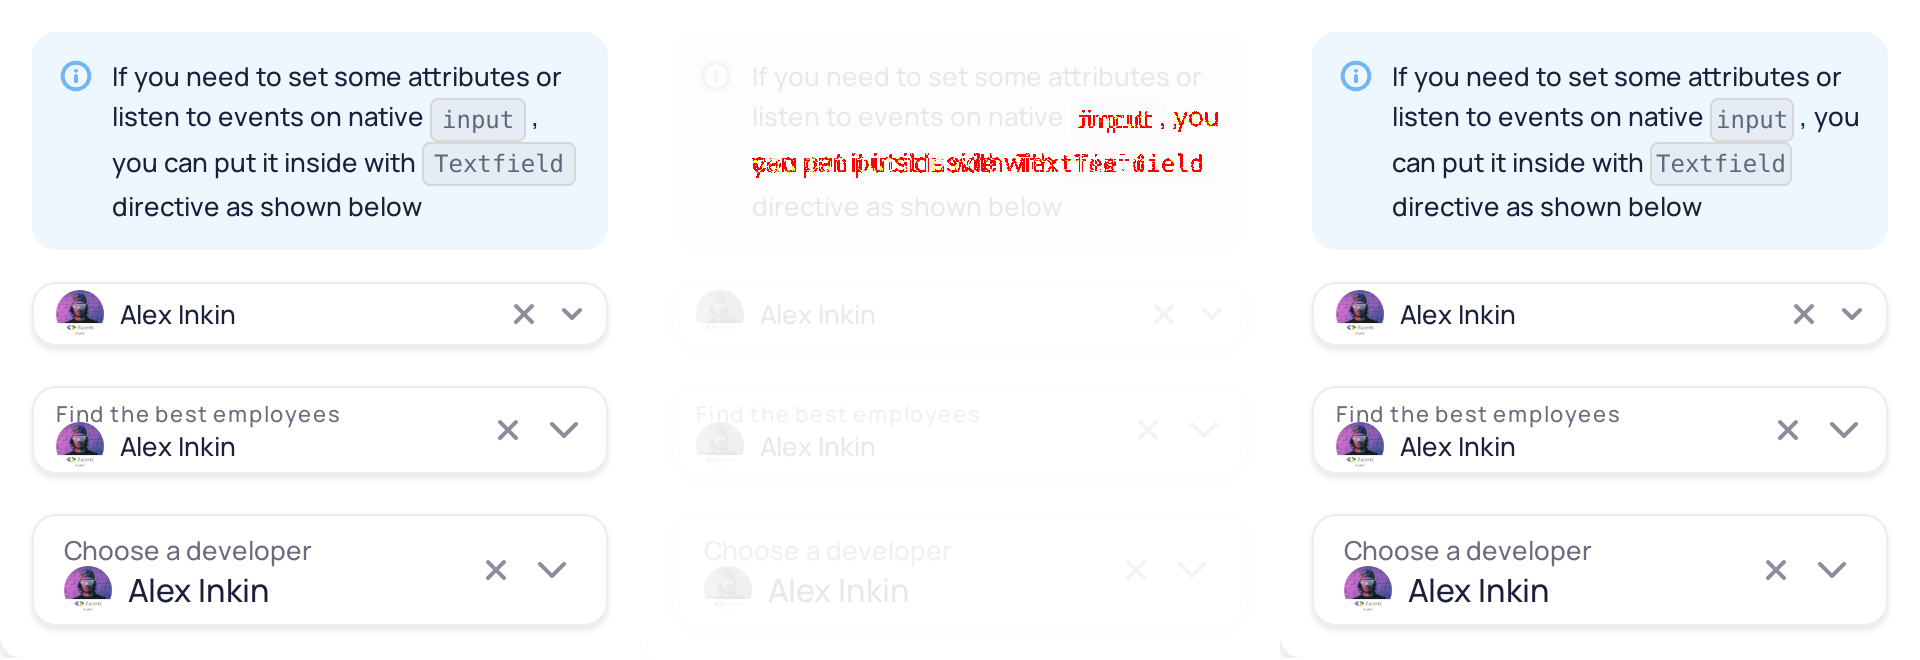 If you need to set some attributes or
listen to events on native input ,
you can put it inside with Textfield
directive as shown below
Alex Inkin
Find the best employees
Alex Inkin
Choose a developer
Alex Inkin
If you need to set some attributes or
listen to events on native input , you
directive as shown below
Alex Inkin
Find the best employees
Alex Inkin
Choose a developer
Alex Inkin
If you need to set some attributes or
listen to events on native input , you
can put it inside with Textfield
directive as shown below
Alex Inkin
Find the best employees
Alex Inkin
Choose a developer
Alex Inkin